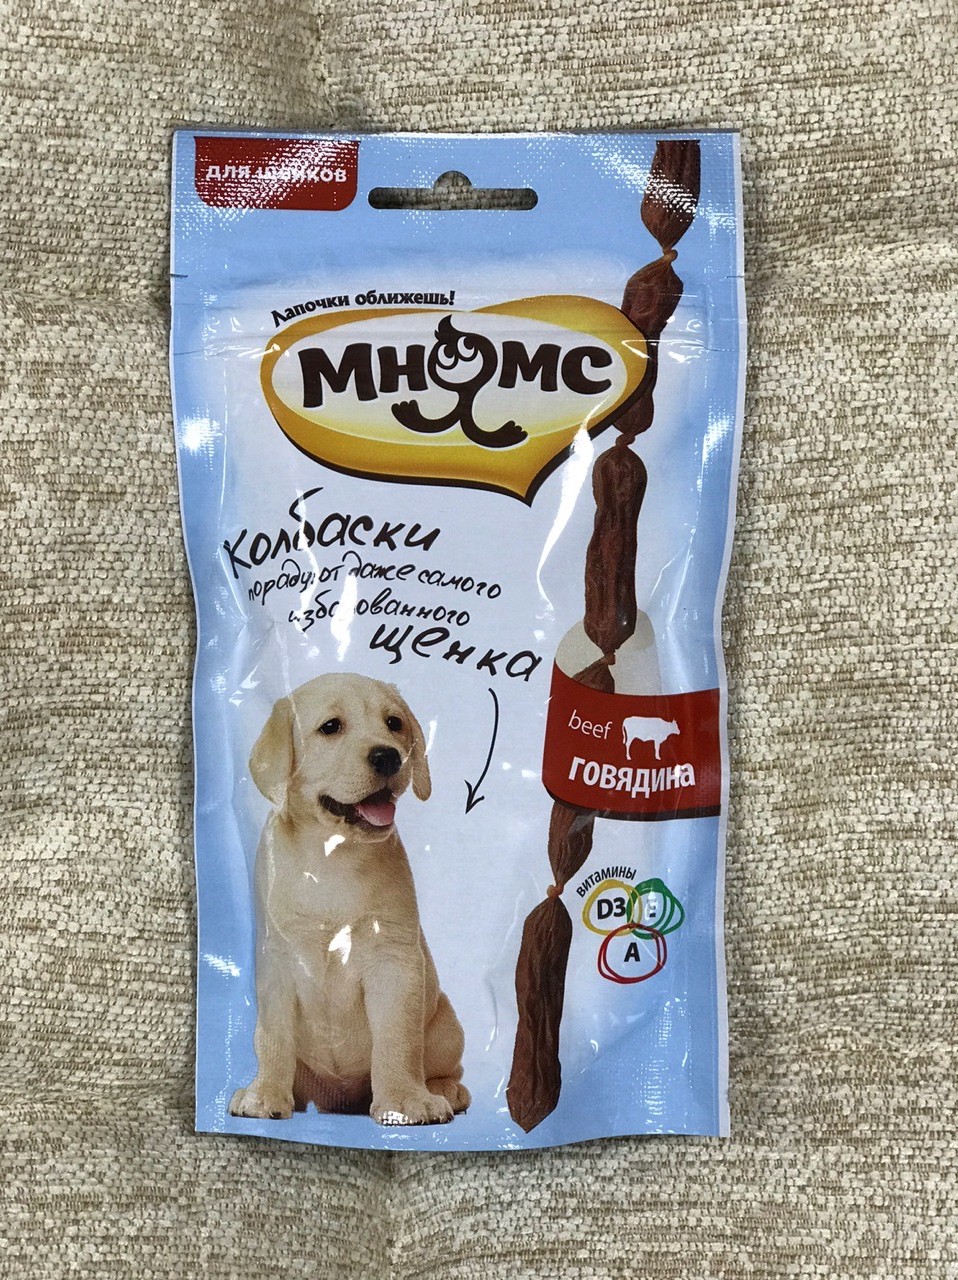 для щенков
Лапочки оближешь!
МНЯМС
Колбаски
порадуют даже самого
избалованного
щенка
beef
говядина
витамины
D3 E
A